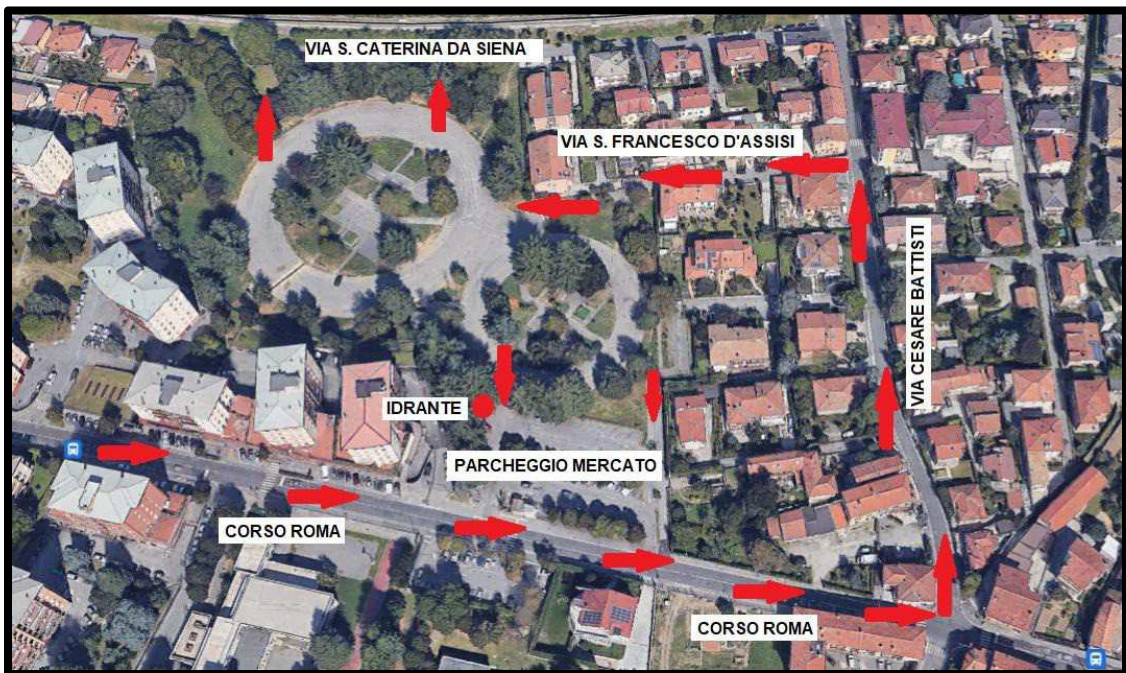 VIA S. CATERINA DA SIENA
VIA S. FRANCESCO D'ASSISI
VIA CESARE BATTISTI
IDRANTE
PARCHEGGIO MERCATO
CORSO ROMA
CORSO ROMA